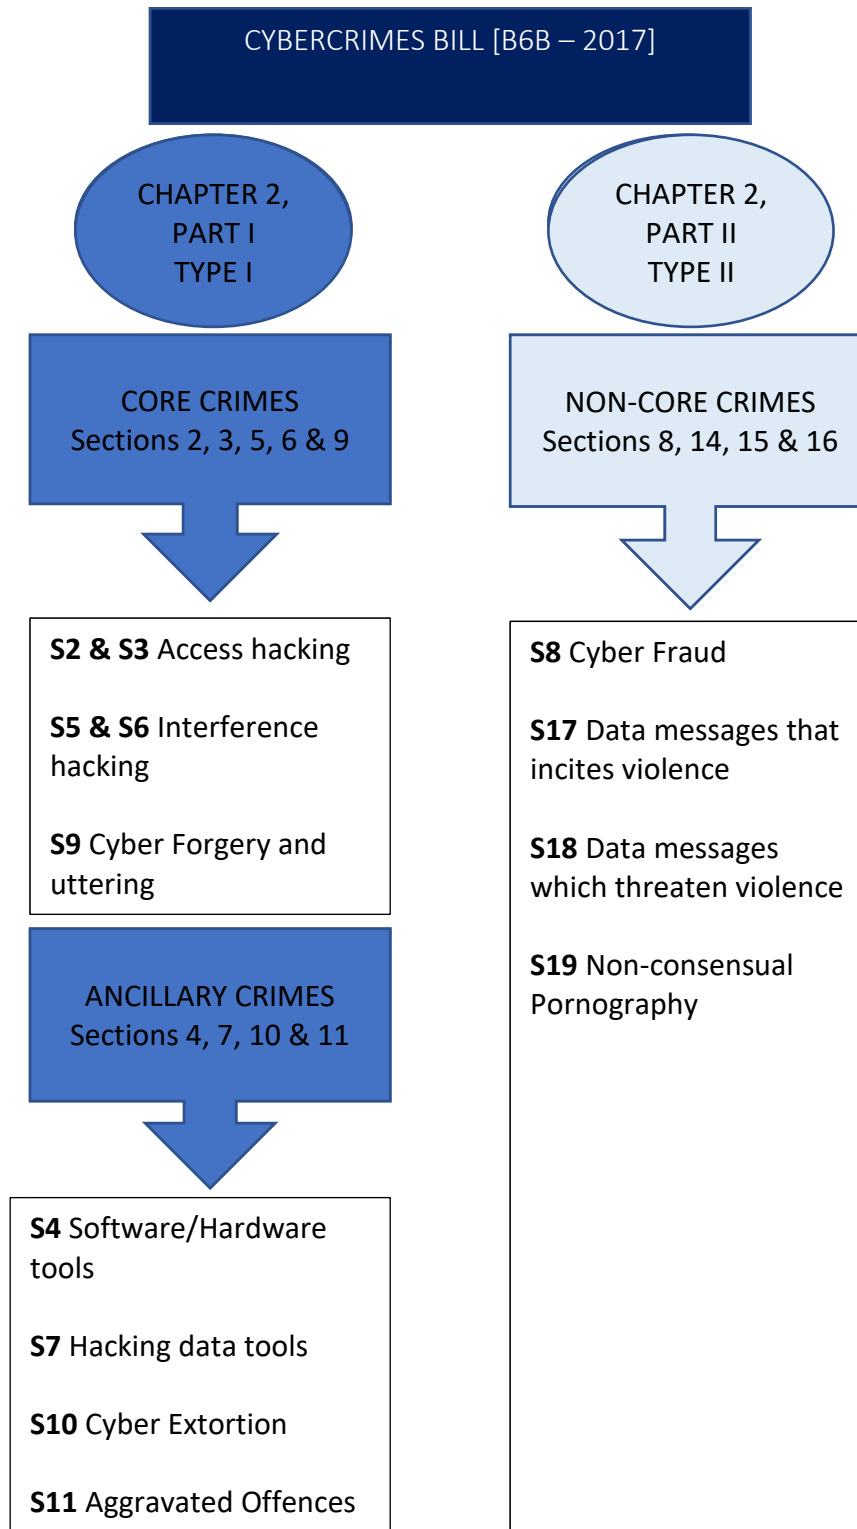 CYBERCRIMES BILL [B6B – 2017]
CHAPTER 2,
PART I
TYPE I
CORE CRIMES
Sections 2, 3, 5, 6 & 9
S2 & S3 Access hacking
S5 & S6 Interference
hacking
S9 Cyber Forgery and
uttering
ANCILLARY CRIMES
Sections 4, 7, 10 & 11
S4 Software/Hardware
tools
S7 Hacking data tools
S10 Cyber Extortion
S11 Aggravated Offences
CHAPTER 2,
PART II
TYPE II
NON-CORE CRIMES
Sections 8, 14, 15 & 16
S8 Cyber Fraud
S17 Data messages that
incites violence
S18 Data messages
which threaten violence
S19 Non-consensual
Pornography